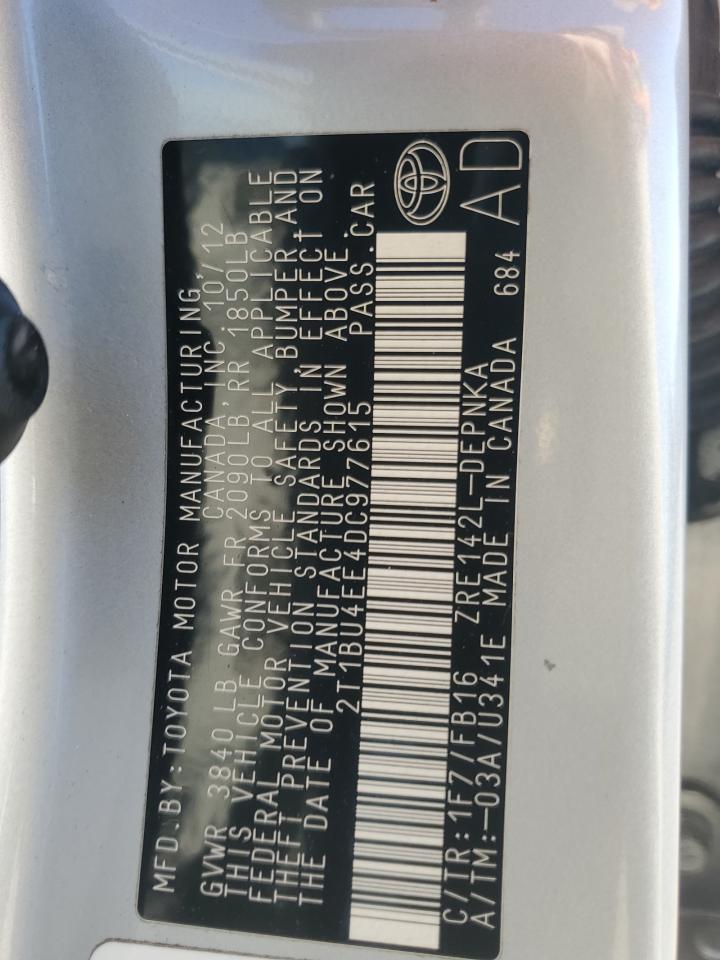 MFD.BY:TOYOTA MOTOR MANUFACTURING,
CANADA INC. 10/12
GVWR 3840LB GAWR FR 2090LB,RR 1850LB
THIS VEHICLE CONFORMS TO ALL APPLICABLE
FEDERAL MOTOR VEHICLE SAFETY,BUMPER,AND
THEFT PREVENTION STANDARDS IN EFFECT ON
THE DATE OF MANUFACTURE SHOWN ABOVE.
2T1BU4EE4DC977615 PASS.CAR
C/TR:1F7/FB16 ZRE142L-DEPNKA
A/TM:-03A/U341E MADE IN CANADA 684
AD